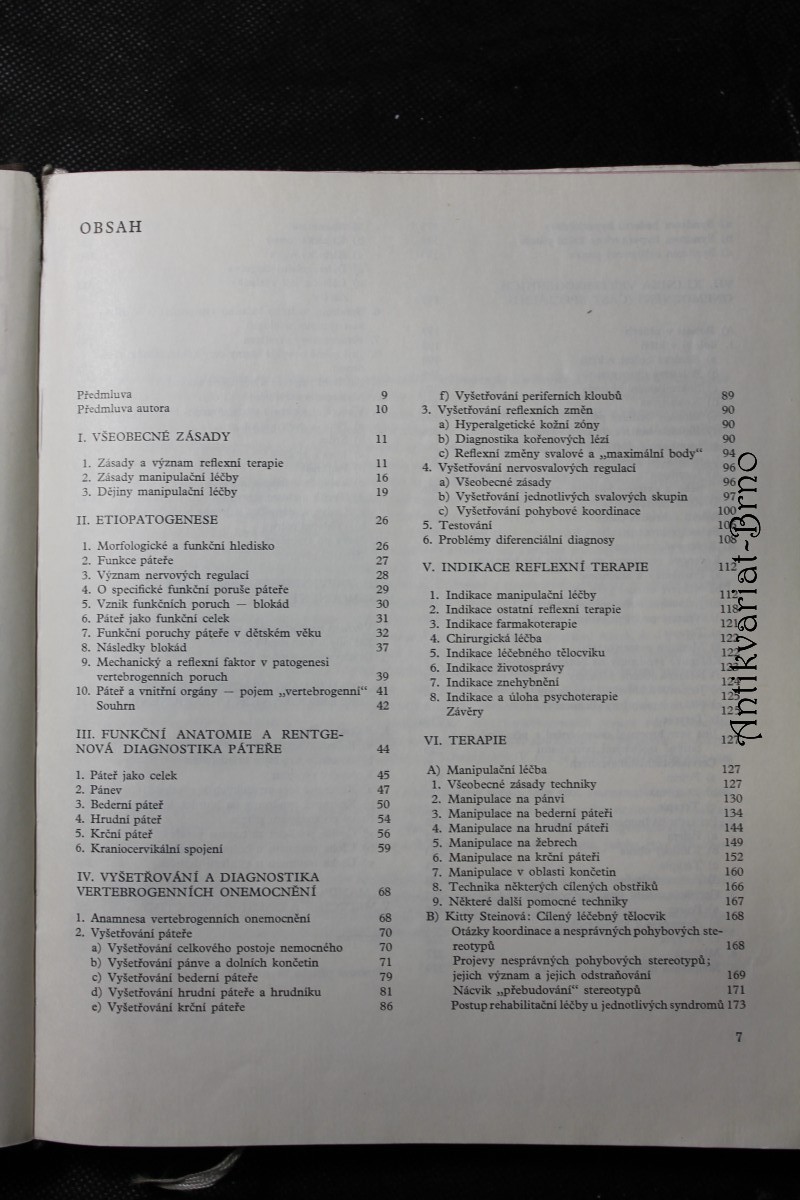 OBSAH
Předmluva 9
Předmluva autora 10
I. VŠEOBECNÉ ZÁSADY 11
1. Zásady a význam reflexní terapie 11
2. Zásady manipulační léčby 16
3. Dějiny manipulační léčby 19
II. ETIOPATOGENESE 26
1. Morfologické a funkční hledisko 26
2. Funkce páteře 27
3. Význam nervových regulací 28
4. O specifické funkční poruše páteře 29
5. Vznik funkčních poruch — blokád 30
6. Páteř jako funkční celek 31
7. Funkční poruchy páteře v dětském věku 32
8. Následky blokád 37
9. Mechanický a reflexní faktor v patogenesi
vertebrogenních poruch 39
10. Páteř a vnitřní orgány — pojem „vertebrogenní“ 41
Souhrn 42
III. FUNKČNÍ ANATOMIE A RENTGE-
NOVÁ DIAGNOSTIKA PÁTEŘE 44
1. Páteř jako celek 45
2. Pánev 47
3. Bederní páteř 50
4. Hrudní páteř 54
5. Krční páteř 56
6. Kraniocervikální spojení 59
IV. VYŠETŘOVÁNÍ A DIAGNOSTIKA
VERTEBROGENNÍCH ONEMOCNĚNÍ 68
1. Anamnesa vertebrogenních onemocnění 68
2. Vyšetřování páteře 70
a) Vyšetřování celkového postoje nemocného 70
b) Vyšetřování pánve a dolních končetin 71
c) Vyšetřování bederní páteře 79
d) Vyšetřování hrudní páteře a hrudníku 81
e) Vyšetřování krční páteře 86
f) Vyšetřování periferních kloubů 89
3. Vyšetřování reflexních změn 90
a) Hyperalgetické kožní zóny 90
b) Diagnostika kořenových lézí 90
c) Reflexní změny svalové a „maximální body“ 94
4. Vyšetřování nervosvalových regulací 96
a) Všeobecné zásady 96
b) Vyšetřování jednotlivých svalových skupin 97
c) Vyšetřování pohybové koordinace 100
5. Testování
6. Problémy diferenciální diagnosy 108
V. INDIKACE REFLEXNÍ TERAPIE 112
1. Indikace manipulační léčby 112
2. Indikace ostatní reflexní terapie 118
3. Indikace farmakoterapie 121
4. Chirurgická léčba 122
5. Indikace léčebného tělocviku 122
6. Indikace životosprávy 123
7. Indikace znehybnění 124
8. Indikace a úloha psychoterapie 125
Závěry 125
VI. TERAPIE 127
A) Manipulační léčba 127
1. Všeobecné zásady techniky 127
2. Manipulace na pánvi 130
3. Manipulace na bederní páteři 134
4. Manipulace na hrudní páteři 144
5. Manipulace na žebrech 149
6. Manipulace na krční páteři 152
7. Manipulace v oblasti končetin 160
8. Technika některých cílených obstřiků 166
9. Některé další pomocné techniky 167
B) Kitty Steinová: Cílený léčebný tělocvik 168
Otázky koordinace a nesprávných pohybových ste-
reotypů 168
Projevy nesprávných pohybových stereotypů;
jejich význam a jejich odstraňování 169
Nácvik „přebudování“ stereotypů 171
Postup rehabilitační léčby u jednotlivých syndromů 173
7
Antikvariat-Brno